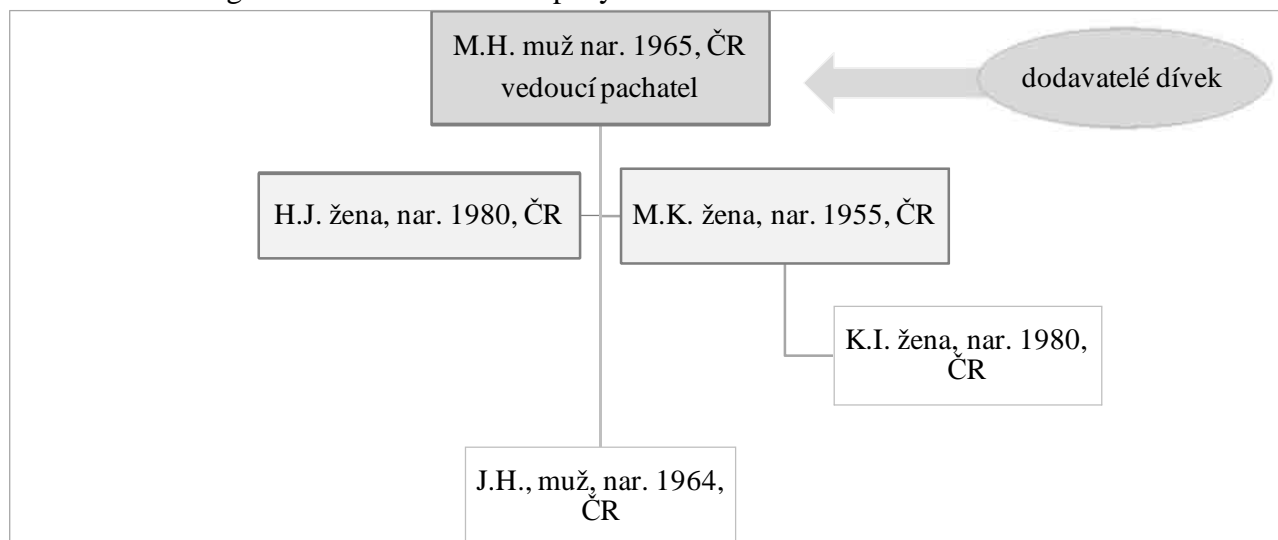 M.H. muž nar. 1965, ČR
vedoucí pachatel
dodavatelé dívek
H.J. žena, nar. 1980, ČR
M.K. žena, nar. 1955, ČR
K.I. žena, nar. 1980,
ČR
J.H., muž, nar. 1964,
ČR